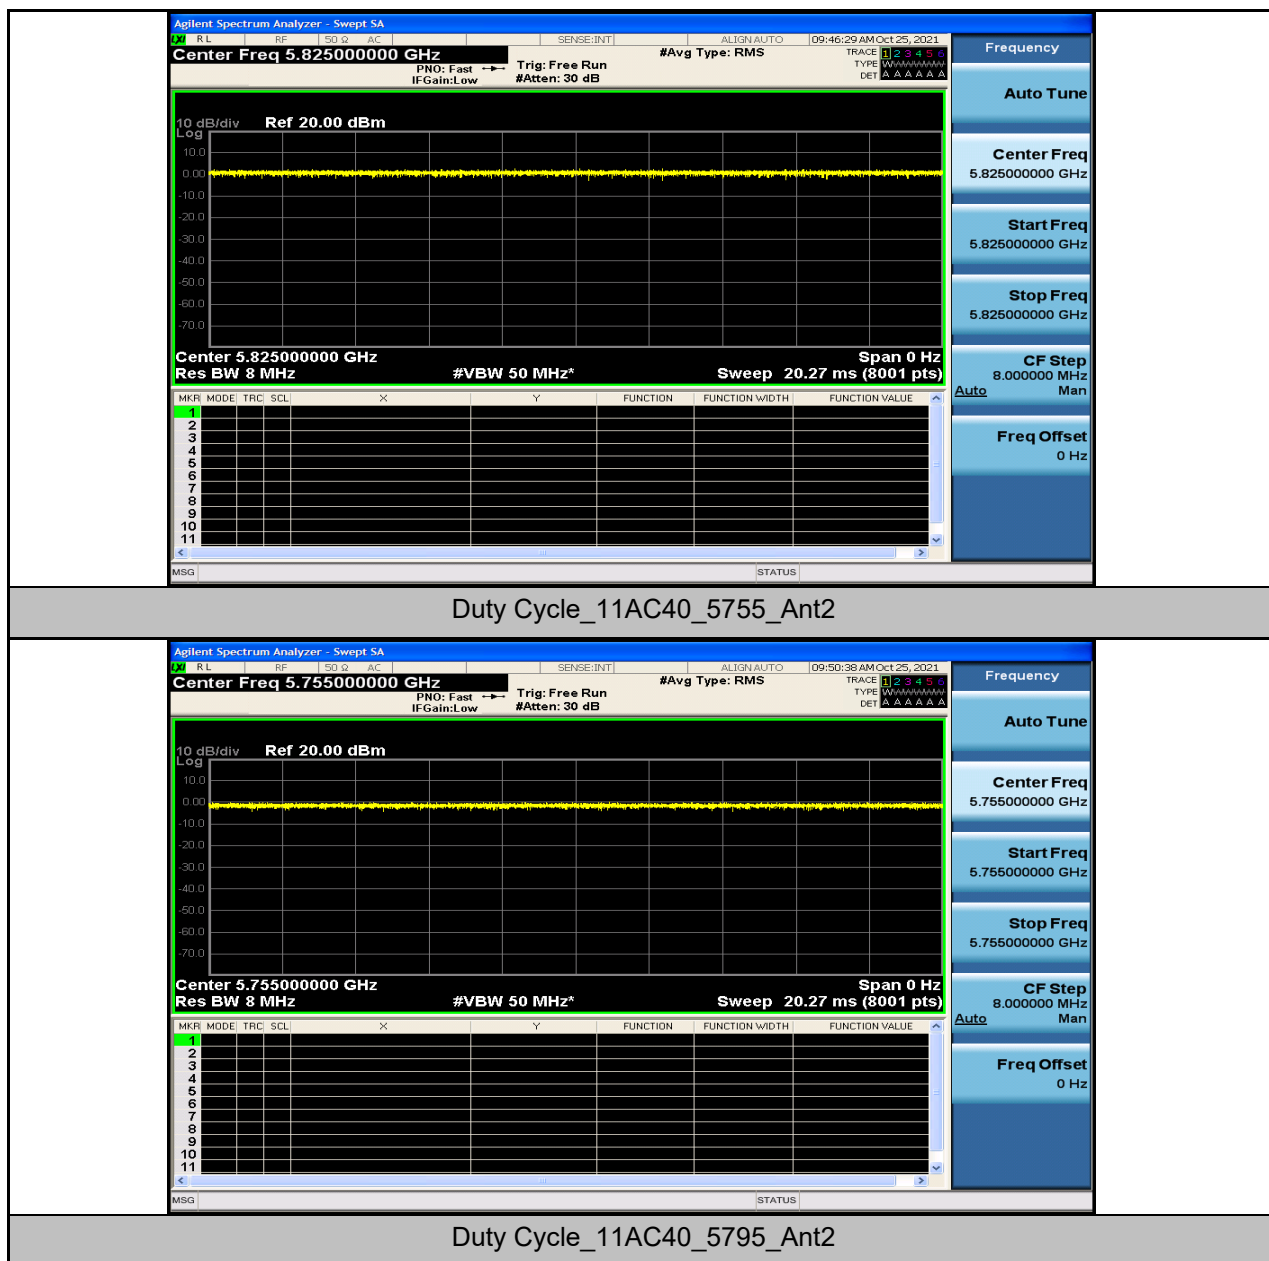 Agilent Spectrum Analyzer - Swept SA
LXI RL RF 50 Ω AC SENSE:INT ALIGN AUTO 09:46:29 AM Oct 25, 2021
Center Freq 5.825000000 GHz #Avg Type: RMS TRACE 1 2 3 4 5 6
PNO: Fast Trig: Free Run TYPE WWWWWW
IFGain:Low #Atten: 30 dB DET A A A A A A
Frequency
Auto Tune
10 dB/div Ref 20.00 dBm
Log
10.0
0.00
-10.0
-20.0
-30.0
-40.0
-50.0
-60.0
-70.0
Center Freq
5.825000000 GHz
Start Freq
5.825000000 GHz
Stop Freq
5.825000000 GHz
Center 5.825000000 GHz Span 0 Hz
Res BW 8 MHz #VBW 50 MHz* Sweep 20.27 ms (8001 pts)
CF Step
8.000000 MHz
Auto Man
MKR MODE TRC SCL X Y FUNCTION FUNCTION WIDTH FUNCTION VALUE
1
2
3
4
5
6
7
8
9
10
11
Freq Offset
0 Hz
MSG STATUS
Duty Cycle_11AC40_5755_Ant2
Agilent Spectrum Analyzer - Swept SA
LXI RL RF 50 Ω AC SENSE:INT ALIGN AUTO 09:50:38 AM Oct 25, 2021
Center Freq 5.755000000 GHz #Avg Type: RMS TRACE 1 2 3 4 5 6
PNO: Fast Trig: Free Run TYPE WWWWWW
IFGain:Low #Atten: 30 dB DET A A A A A A
Frequency
Auto Tune
10 dB/div Ref 20.00 dBm
Log
10.0
0.00
-10.0
-20.0
-30.0
-40.0
-50.0
-60.0
-70.0
Center Freq
5.755000000 GHz
Start Freq
5.755000000 GHz
Stop Freq
5.755000000 GHz
Center 5.755000000 GHz Span 0 Hz
Res BW 8 MHz #VBW 50 MHz* Sweep 20.27 ms (8001 pts)
CF Step
8.000000 MHz
Auto Man
MKR MODE TRC SCL X Y FUNCTION FUNCTION WIDTH FUNCTION VALUE
1
2
3
4
5
6
7
8
9
10
11
Freq Offset
0 Hz
MSG STATUS
Duty Cycle_11AC40_5795_Ant2